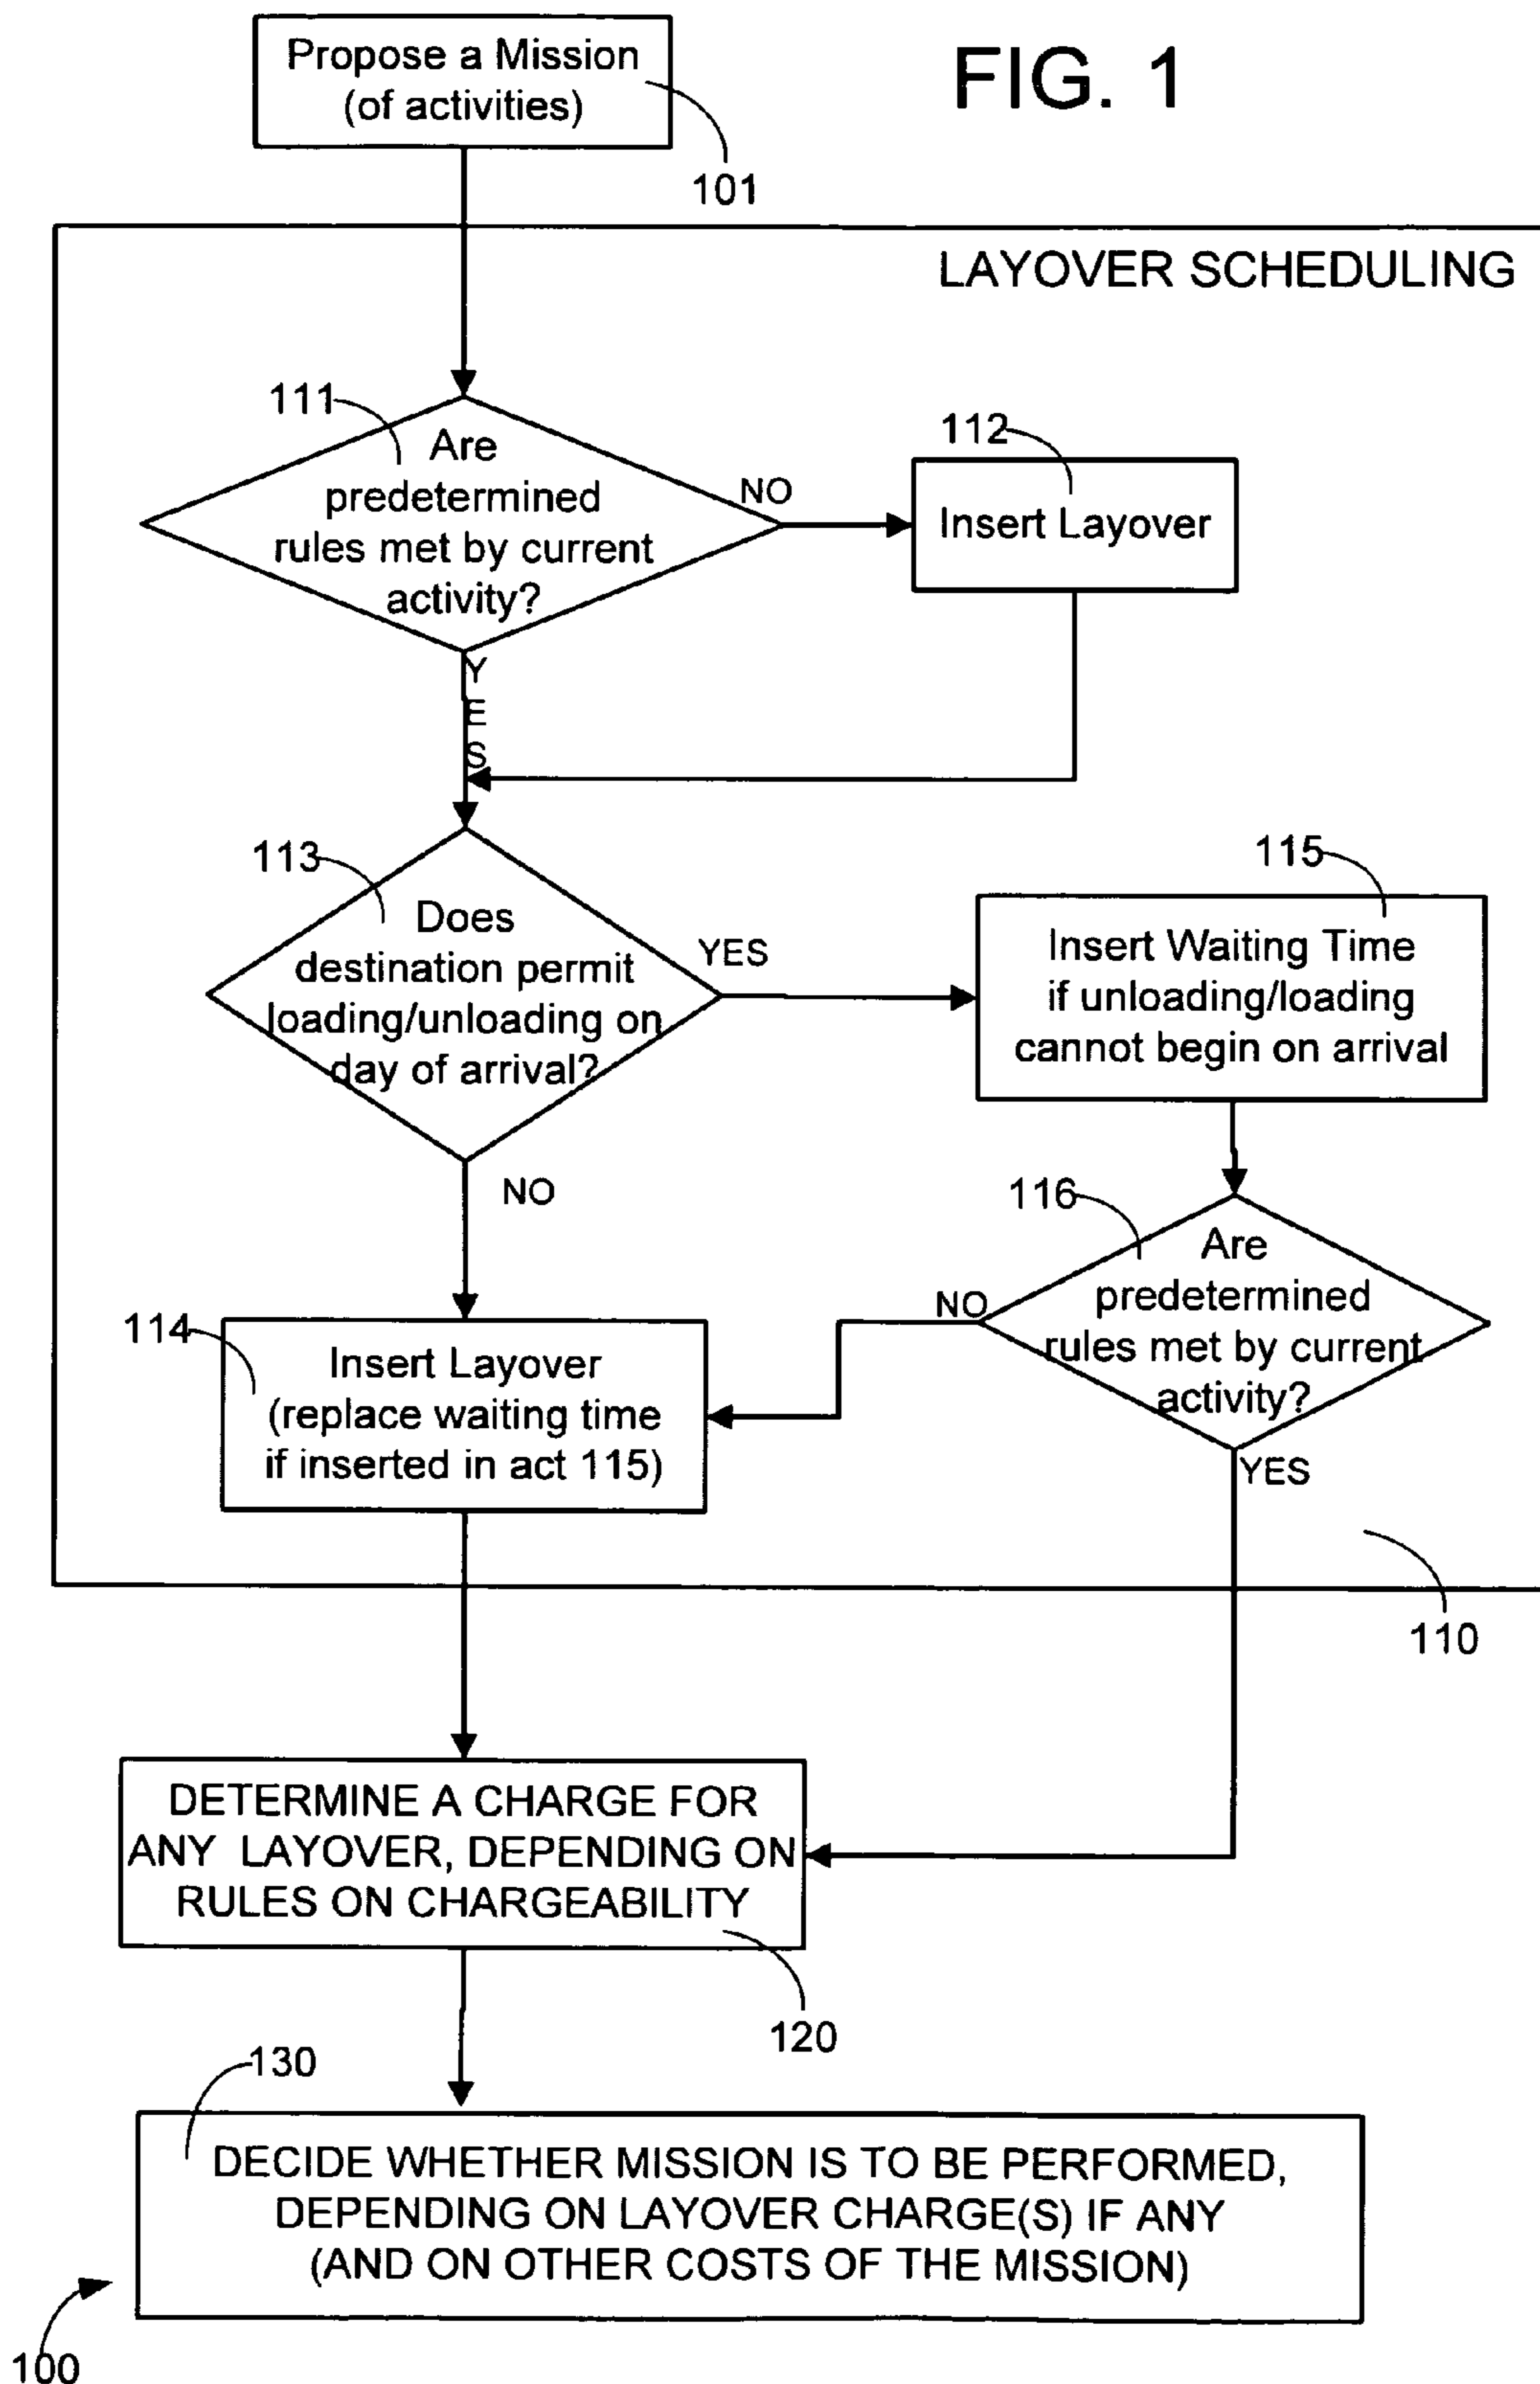 Propose a Mission
(of activities)
FIG. 1
101
LAYOVER SCHEDULING
111
Are
predetermined
rules met by current
activity?
NO
112
Insert Layover
YES
113
Does
destination permit
loading/unloading on
day of arrival?
YES
115
Insert Waiting Time
if unloading/loading
cannot begin on arrival
NO
116
Are
predetermined
rules met by current
activity?
NO
YES
114
Insert Layover
(replace waiting time
if inserted in act 115)
110
DETERMINE A CHARGE FOR
ANY LAYOVER, DEPENDING ON
RULES ON CHARGEABILITY
120
130
DECIDE WHETHER MISSION IS TO BE PERFORMED,
DEPENDING ON LAYOVER CHARGE(S) IF ANY
(AND ON OTHER COSTS OF THE MISSION)
100